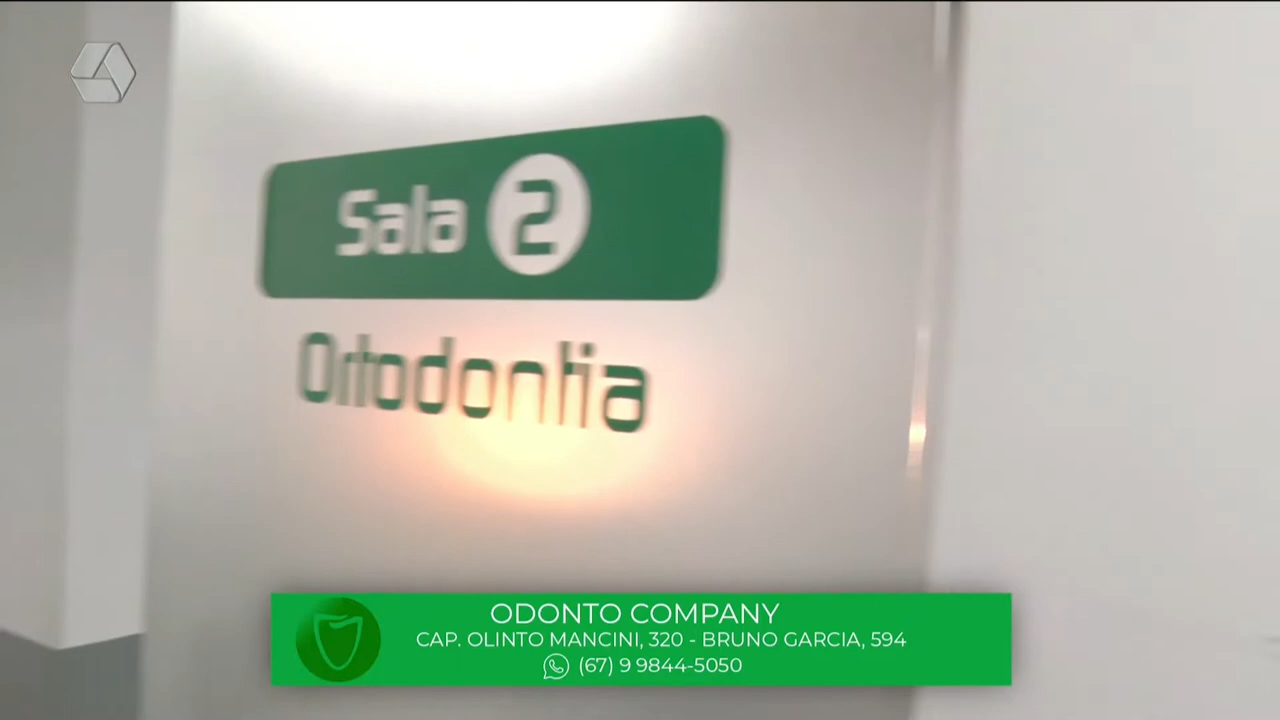 Sala 2
Ortodontia
ODONTO COMPANY
CAP. OLINTO MANCINI, 320 - BRUNO GARCIA, 594
(67) 9 9844-5050